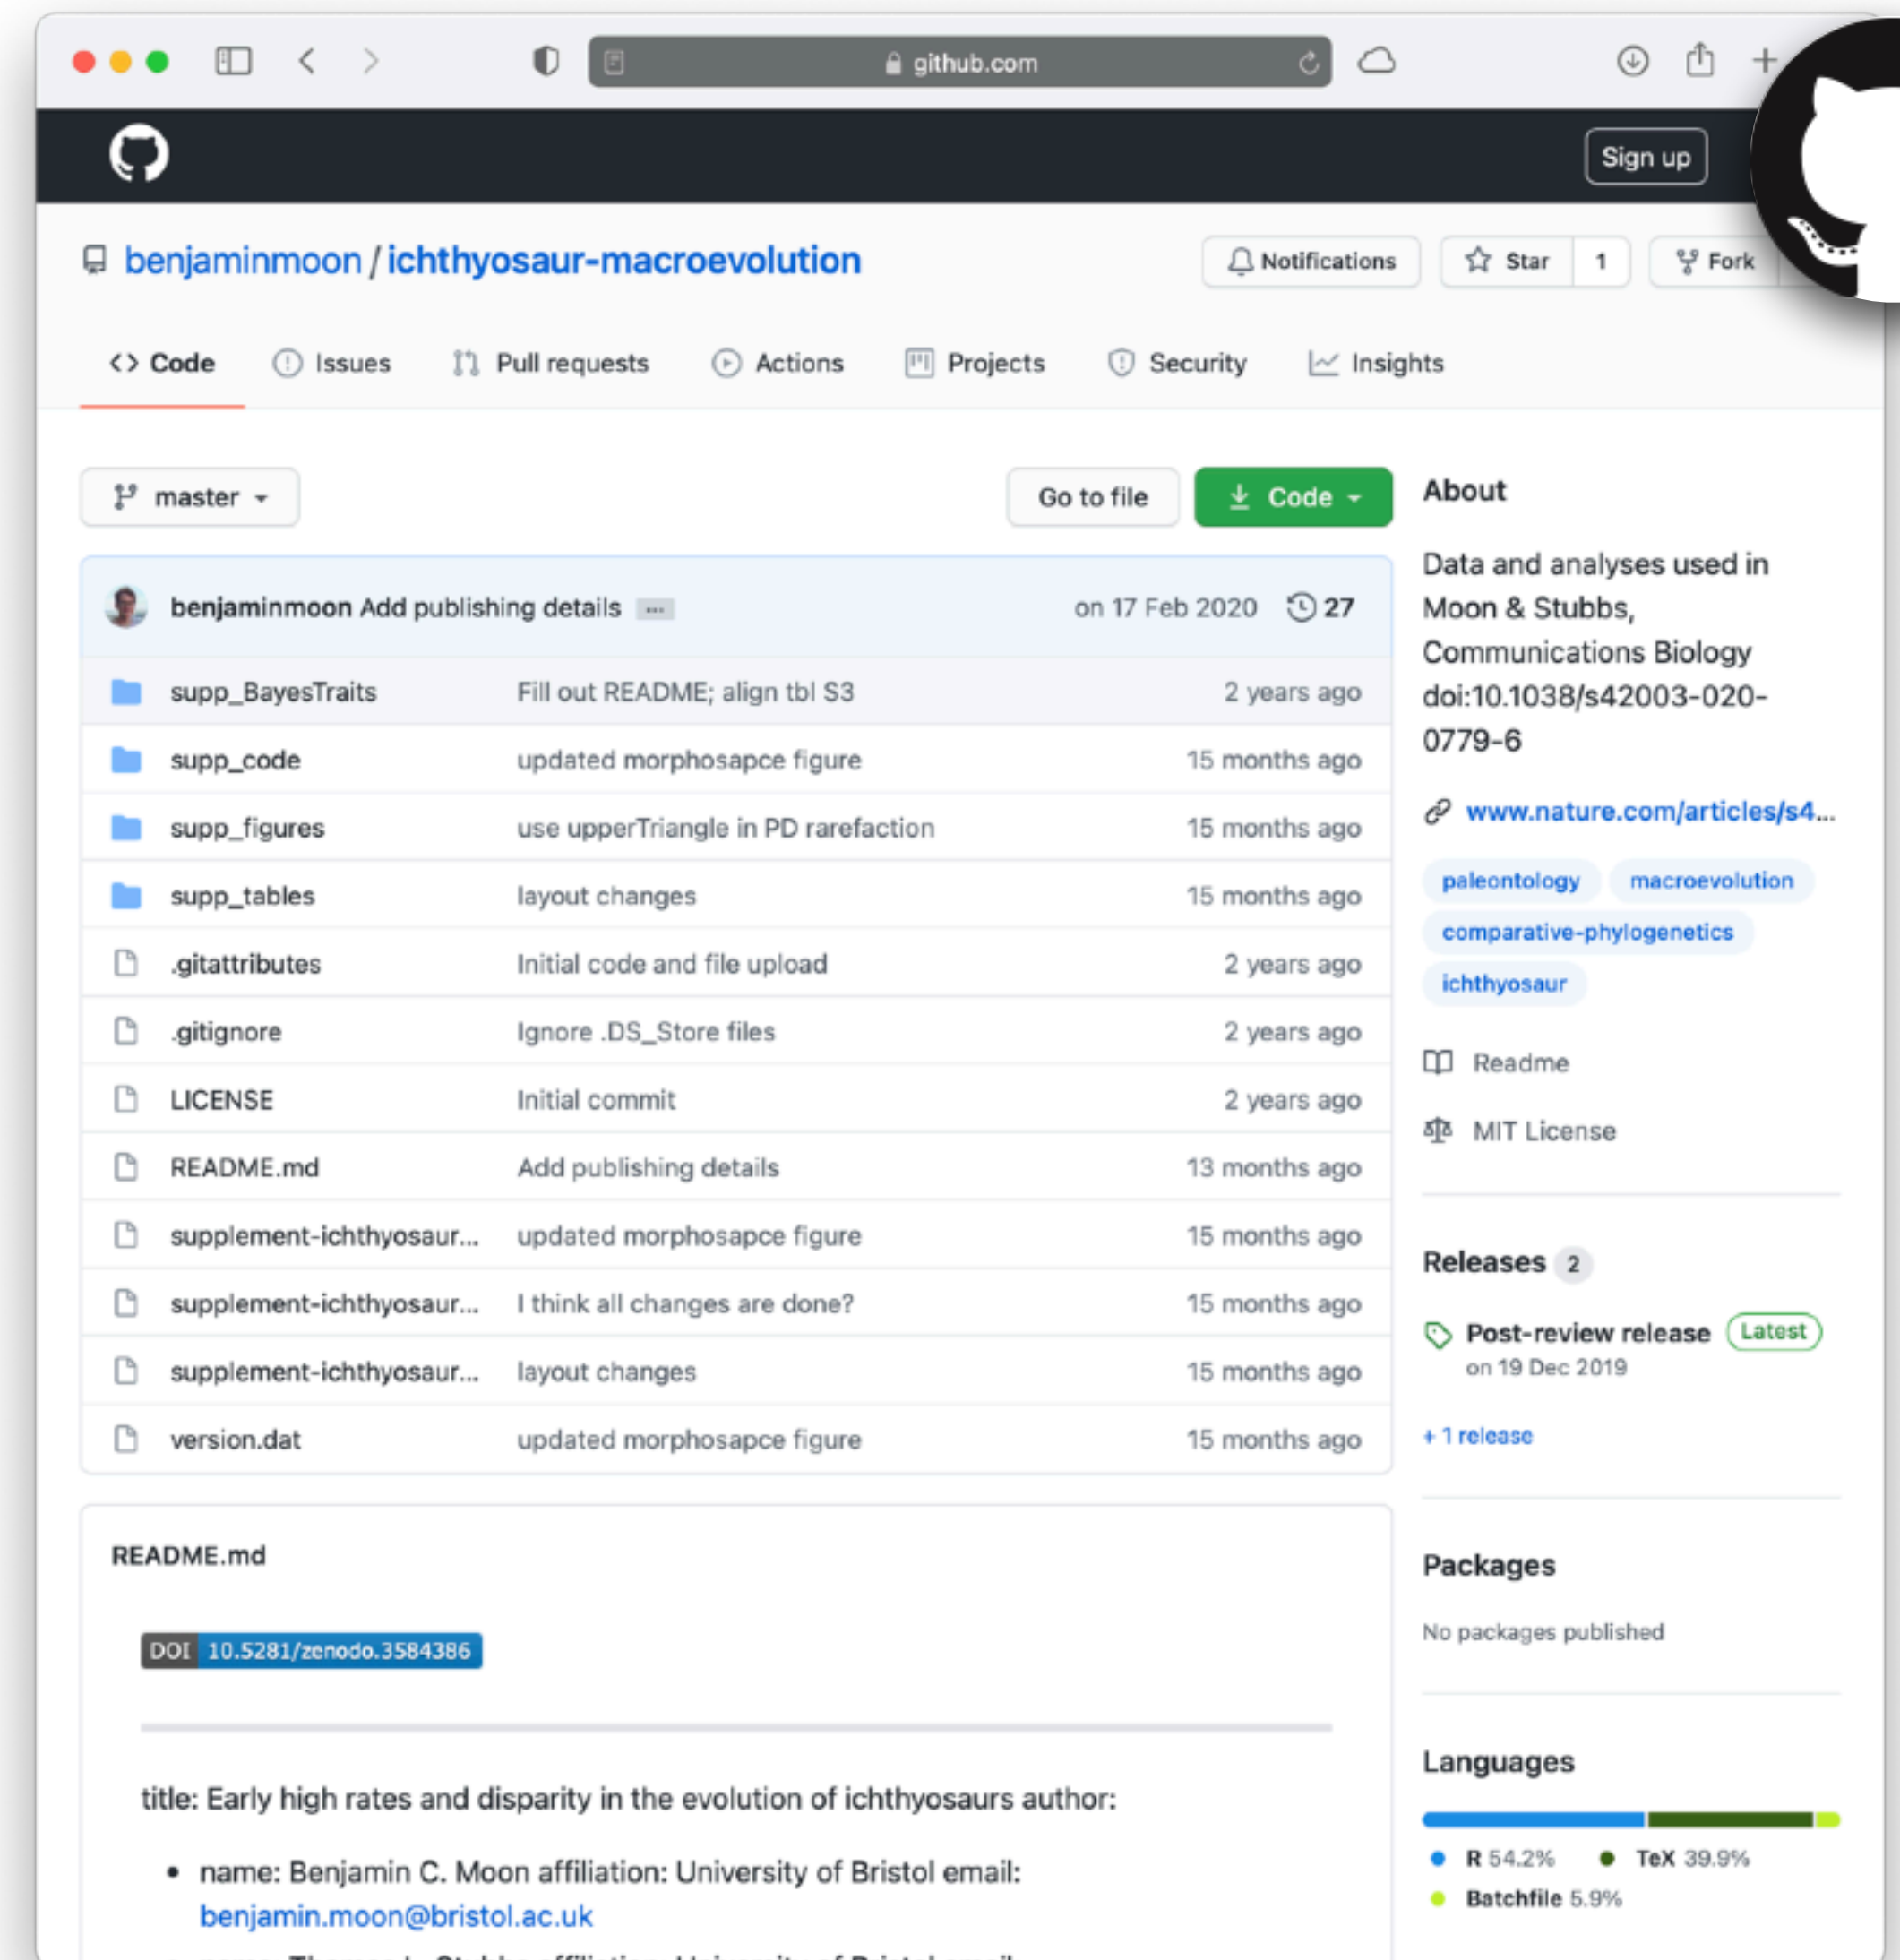 github.com
Sign up
benjaminmoon / ichthyosaur-macroevolution
Notifications
Star 1
Fork
Code
Issues
Pull requests
Actions
Projects
Security
Insights
master
Go to file
Code
benjaminmoon Add publishing details ... on 17 Feb 2020 27
supp_BayesTraits Fill out README; align tbl S3 2 years ago
supp_code updated morphosapce figure 15 months ago
supp_figures use upperTriangle in PD rarefaction 15 months ago
supp_tables layout changes 15 months ago
.gitattributes Initial code and file upload 2 years ago
.gitignore Ignore .DS_Store files 2 years ago
LICENSE Initial commit 2 years ago
README.md Add publishing details 13 months ago
supplement-ichthyosaur... updated morphosapce figure 15 months ago
supplement-ichthyosaur... I think all changes are done? 15 months ago
supplement-ichthyosaur... layout changes 15 months ago
version.dat updated morphosapce figure 15 months ago
README.md
DOI 10.5281/zenodo.3584386
title: Early high rates and disparity in the evolution of ichthyosaurs author:
• name: Benjamin C. Moon affiliation: University of Bristol email:
benjamin.moon@bristol.ac.uk
About
Data and analyses used in
Moon & Stubbs,
Communications Biology
doi:10.1038/s42003-020-
0779-6
www.nature.com/articles/s4...
paleontology macroevolution
comparative-phylogenetics
ichthyosaur
Readme
MIT License
Releases 2
Post-review release Latest
on 19 Dec 2019
+ 1 release
Packages
No packages published
Languages
R 54.2% TeX 39.9%
Batchfile 5.9%